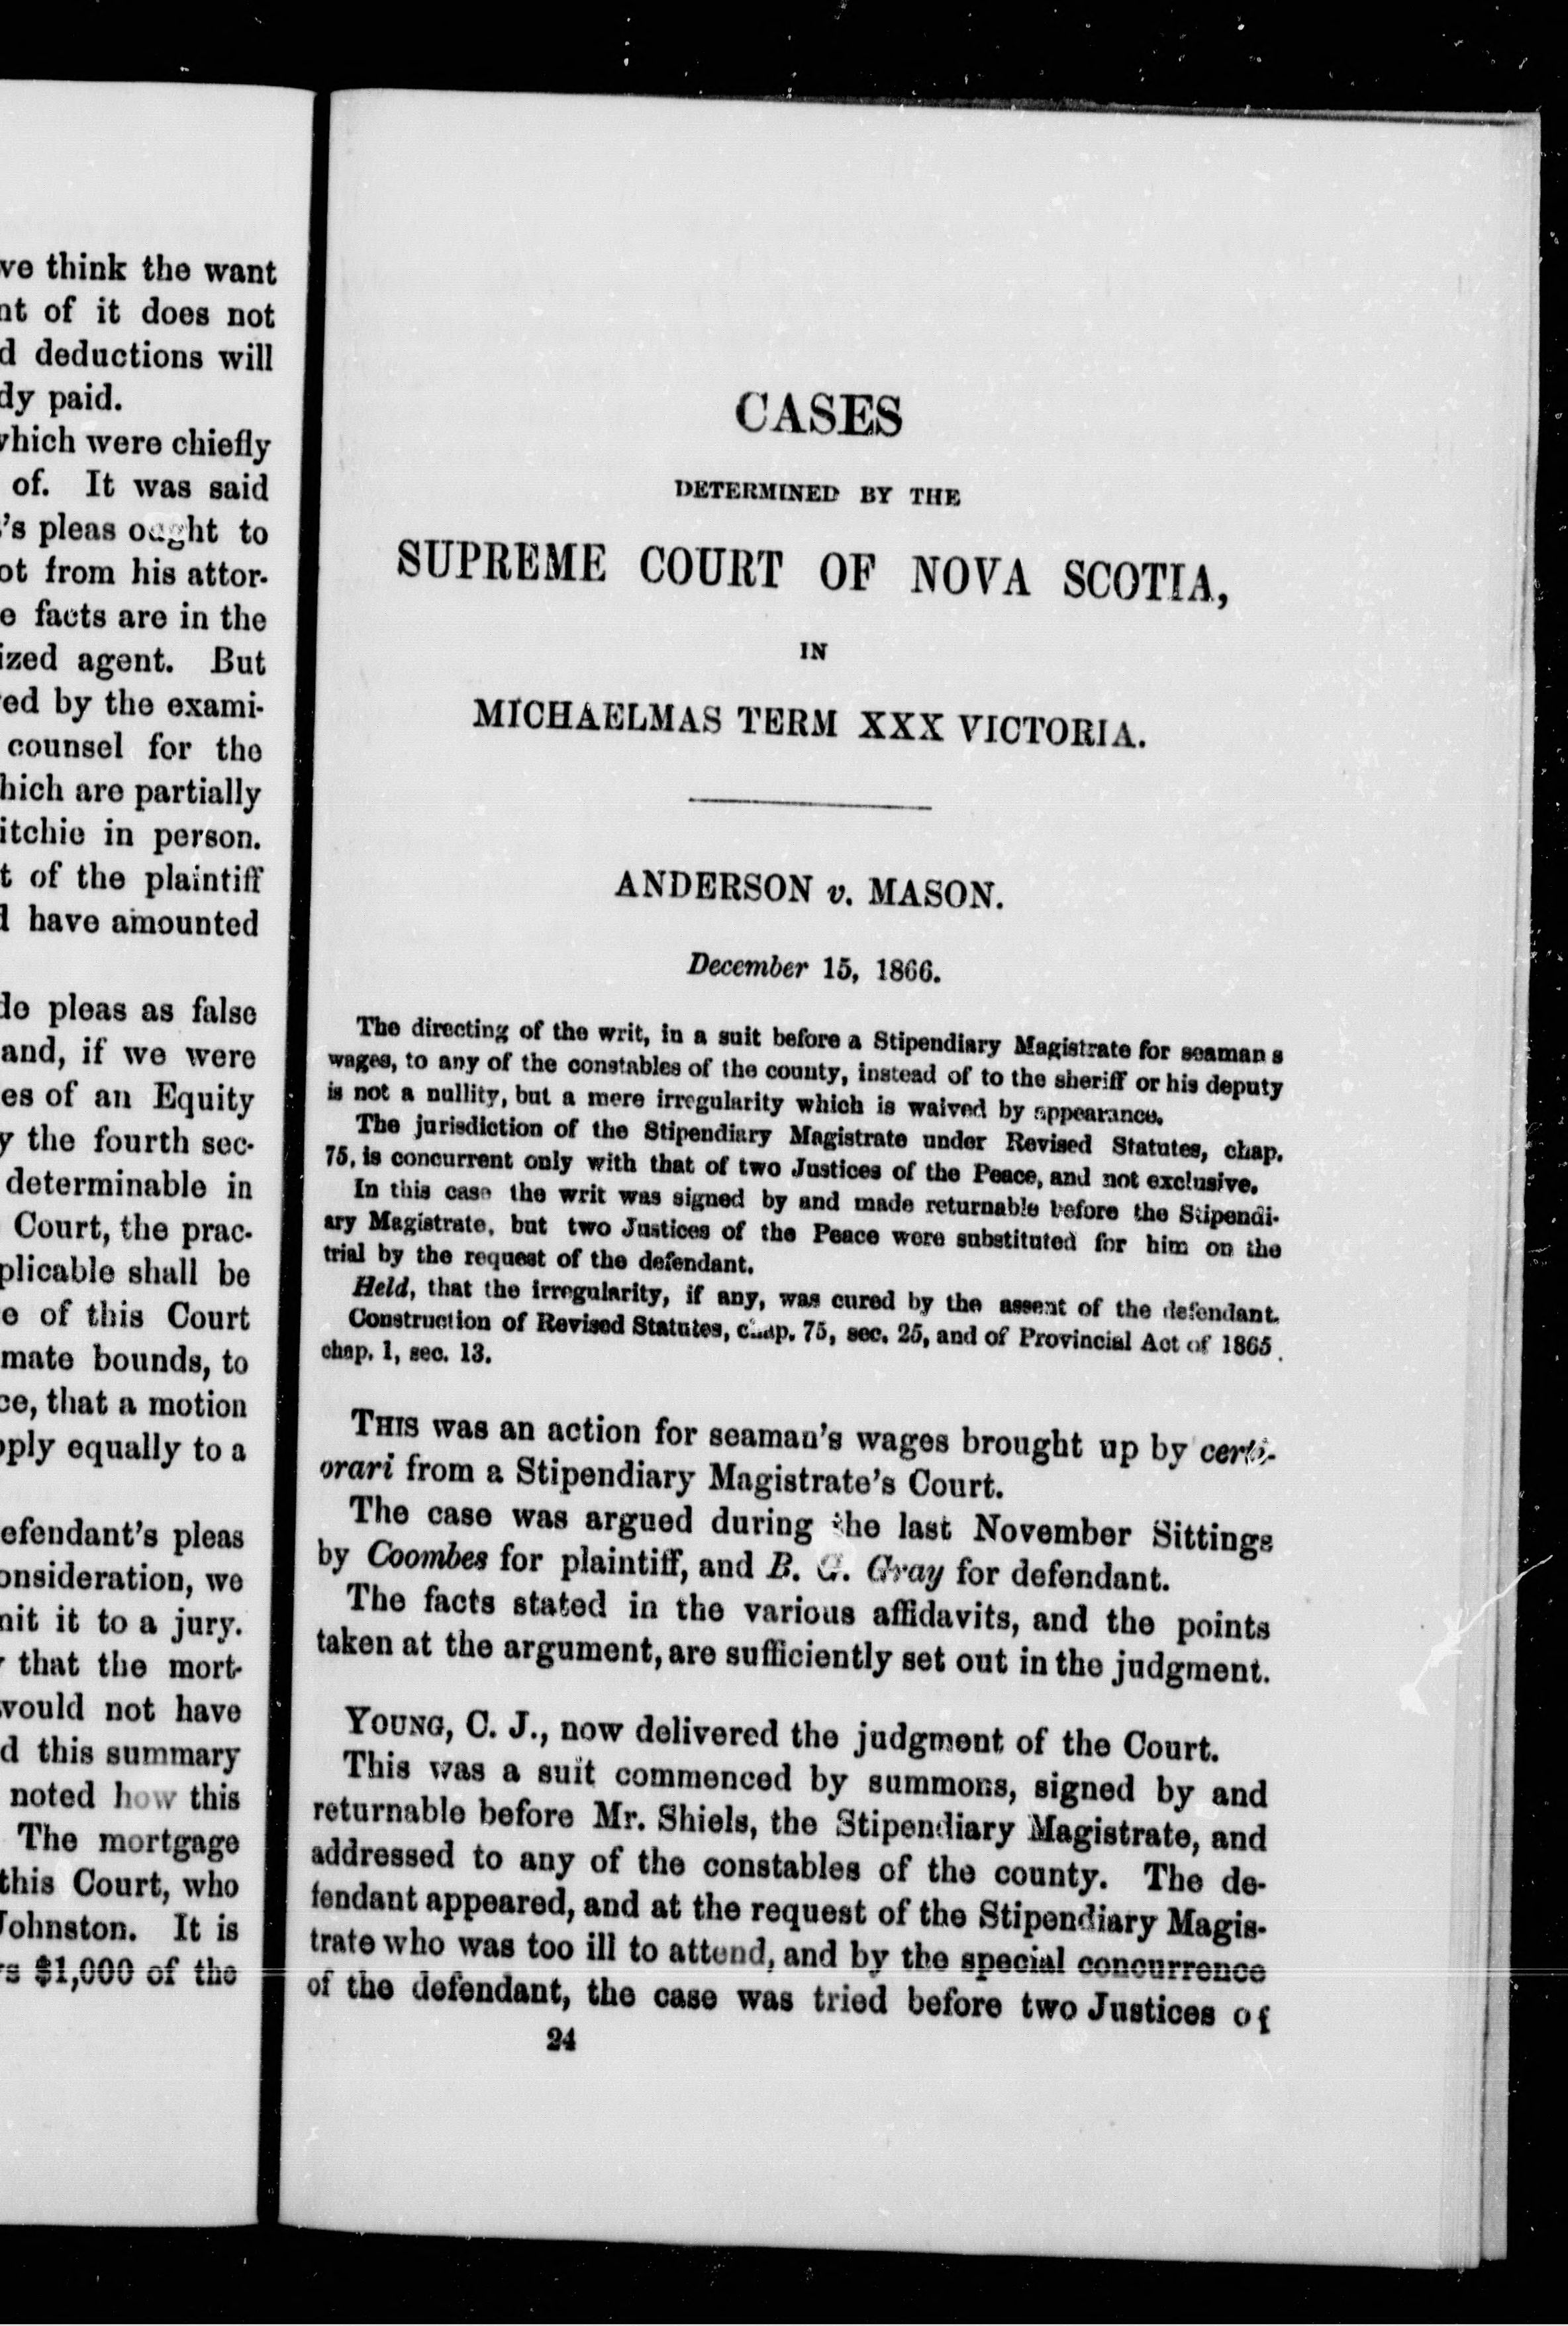 ve think the want
nt of it does not
d deductions will
dy paid.
which were chiefly
of. It was said
's pleas ought to
ot from his attor-
e facts are in the
ized agent. But
ed by the exami-
counsel for the
hich are partially
itchie in person.
t of the plaintiff
have amounted
de pleas as false
and, if we were
es of an Equity
y the fourth sec-
determinable in
Court, the prac-
plicable shall be
e of this Court
mate bounds, to
ce, that a motion
pply equally to a
efendant's pleas
onsideration, we
mit it to a jury.
that the mort-
would not have
d this summary
noted how this
The mortgage
this Court, who
Johnston. It is
s $1,000 of the
CASES
DETERMINED BY THE
SUPREME COURT OF NOVA SCOTIA,
IN
MICHAELMAS TERM XXX VICTORIA.
ANDERSON v. MASON.
December 15, 1866.
The directing of the writ, in a suit before a Stipendiary Magistrate for seaman s
wages, to any of the constables of the county, instead of to the sheriff or his deputy
is not a nullity, but a mere irregularity which is waived by appearance.
The jurisdiction of the Stipendiary Magistrate under Revised Statutes, chap.
75, is concurrent only with that of two Justices of the Peace, and not exclusive.
In this case the writ was signed by and made returnable before the Stipendi-
ary Magistrate, but two Justices of the Peace were substituted for him on the
trial by the request of the defendant.
Held, that the irregularity, if any, was cured by the assent of the defendant.
Construction of Revised Statutes, chap. 75, sec. 25, and of Provincial Act of 1865
chap. 1, sec. 13.
THIS was an action for seaman's wages brought up by certi-
orari from a Stipendiary Magistrate's Court.
The case was argued during the last November Sittings
by Coombes for plaintiff, and B. G. Gray for defendant.
The facts stated in the various affidavits, and the points
taken at the argument, are sufficiently set out in the judgment.
YOUNG, C. J., now delivered the judgment of the Court.
This was a suit commenced by summons, signed by and
returnable before Mr. Shiels, the Stipendiary Magistrate, and
addressed to any of the constables of the county. The de-
fendant appeared, and at the request of the Stipendiary Magis-
trate who was too ill to attend, and by the special concurrence
of the defendant, the case was tried before two Justices of
24